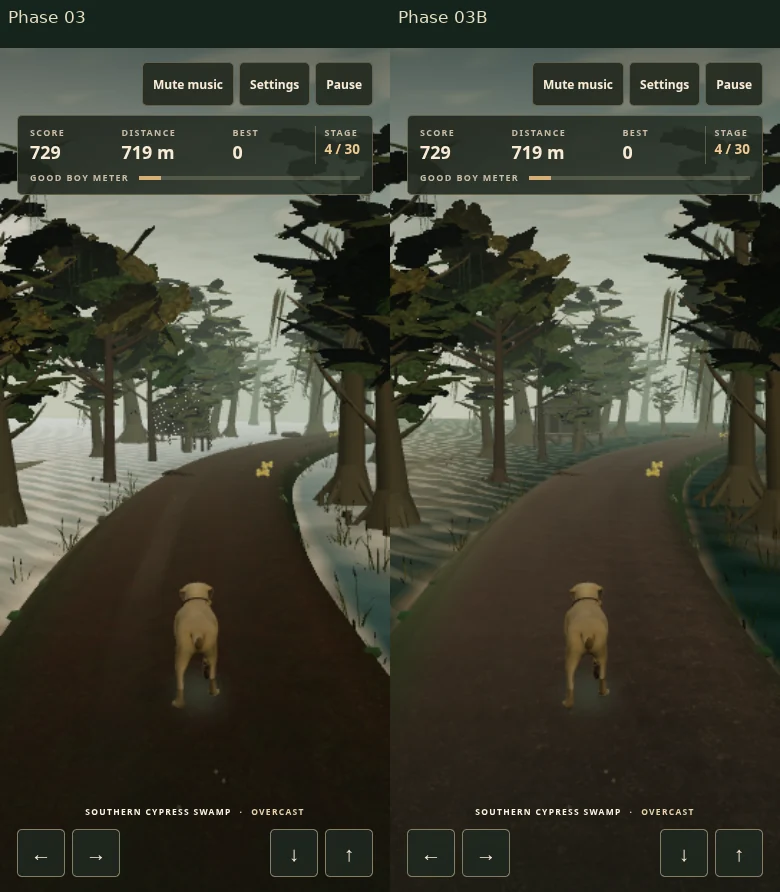 Phase 03
Mute music
Settings
Pause
SCORE
DISTANCE
BEST
STAGE
729
719 m
0
4 / 30
GOOD BOY METER
SOUTHERN CYPRESS SWAMP · OVERCAST
← → ↓ ↑
Phase 03B
Mute music
Settings
Pause
SCORE
DISTANCE
BEST
STAGE
729
719 m
0
4 / 30
GOOD BOY METER
SOUTHERN CYPRESS SWAMP · OVERCAST
← → ↓ ↑